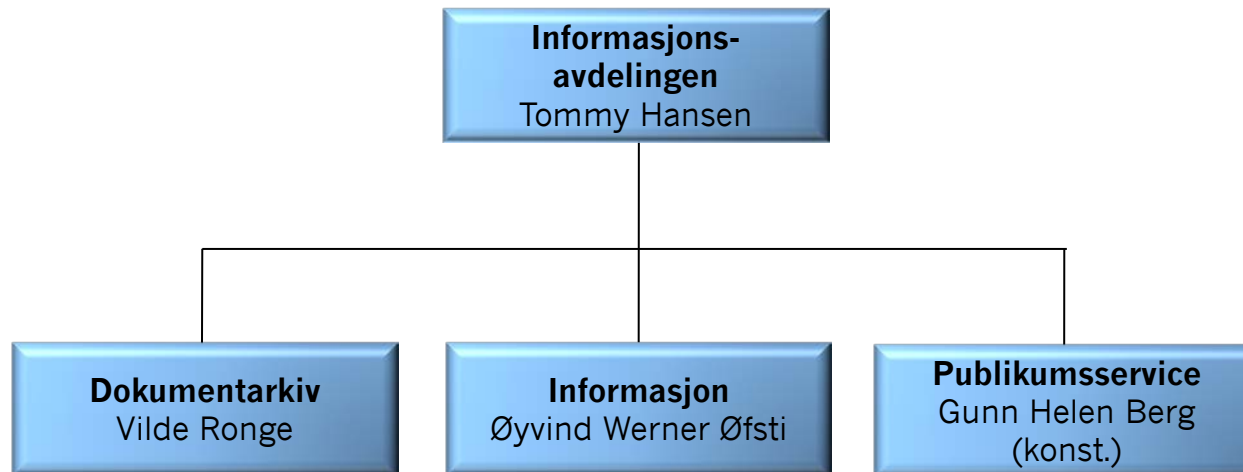 Informasjons-
avdelingen
Tommy Hansen
Dokumentarkiv
Vilde Ronge
Informasjon
Øyvind Werner Øfsti
Publikumsservice
Gunn Helen Berg
(konst.)